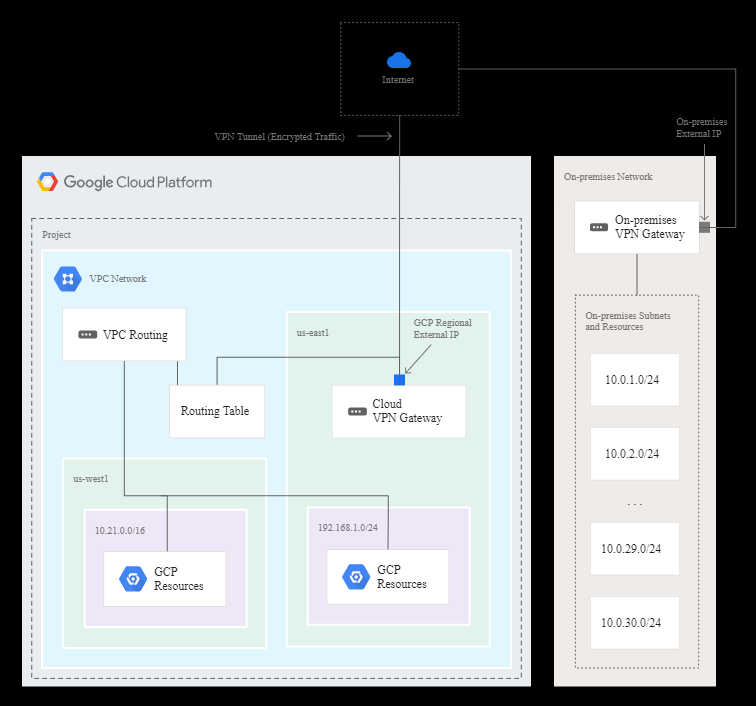 Internet
VPN Tunnel (Encrypted Traffic)
On-premises
External IP
Google Cloud Platform
Project
VPC Network
VPC Routing
Routing Table
us-east1
GCP Regional
External IP
Cloud
VPN Gateway
us-west1
10.21.0.0/16
GCP
Resources
192.168.1.0/24
GCP
Resources
On-premises Network
On-premises
VPN Gateway
On-premises Subnets
and Resources
10.0.1.0/24
10.0.2.0/24
. . .
10.0.29.0/24
10.0.30.0/24